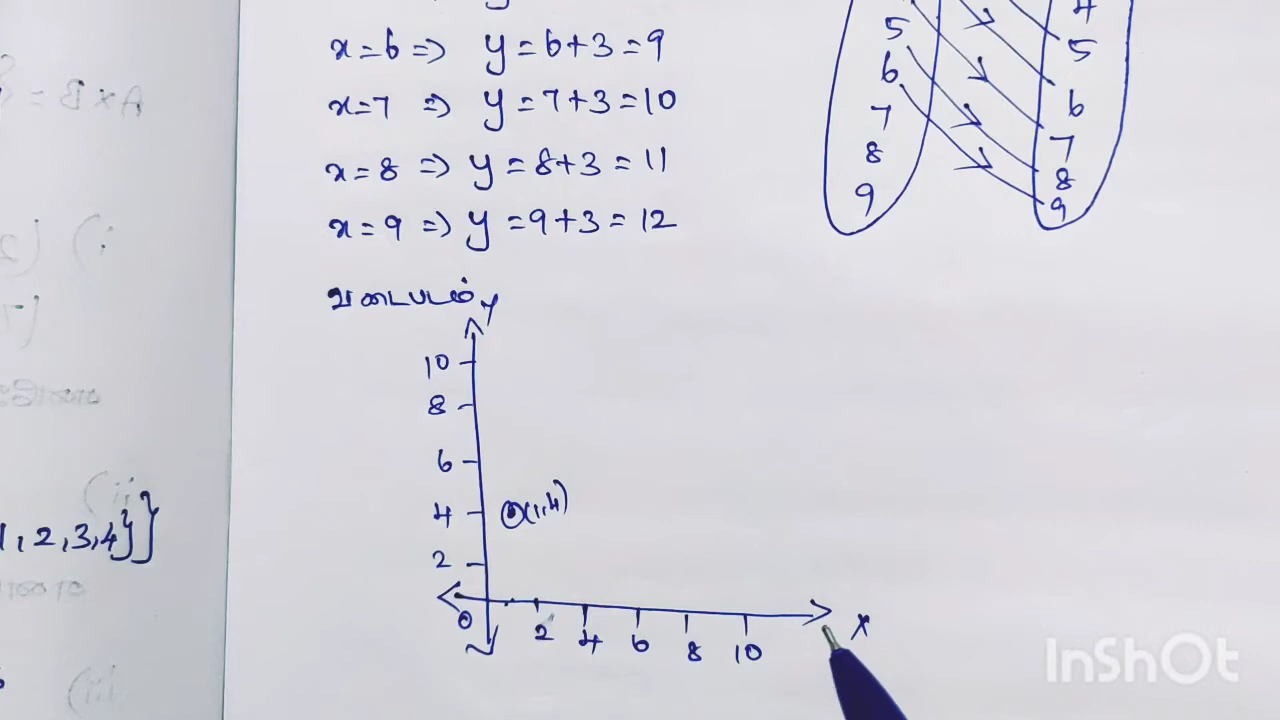 x=6 => y=6+3=9
x=7 => y=7+3=10
x=8 => y=8+3=11
x=9 => y=9+3=12
5
6
7
8
9
4
5
6
7
8
9
A×B =
1, 2, 3, 4}}
வரைபடம்
y
10
8
6
4
2
(1,4)
0
2
4
6
8
10
x
InShOt